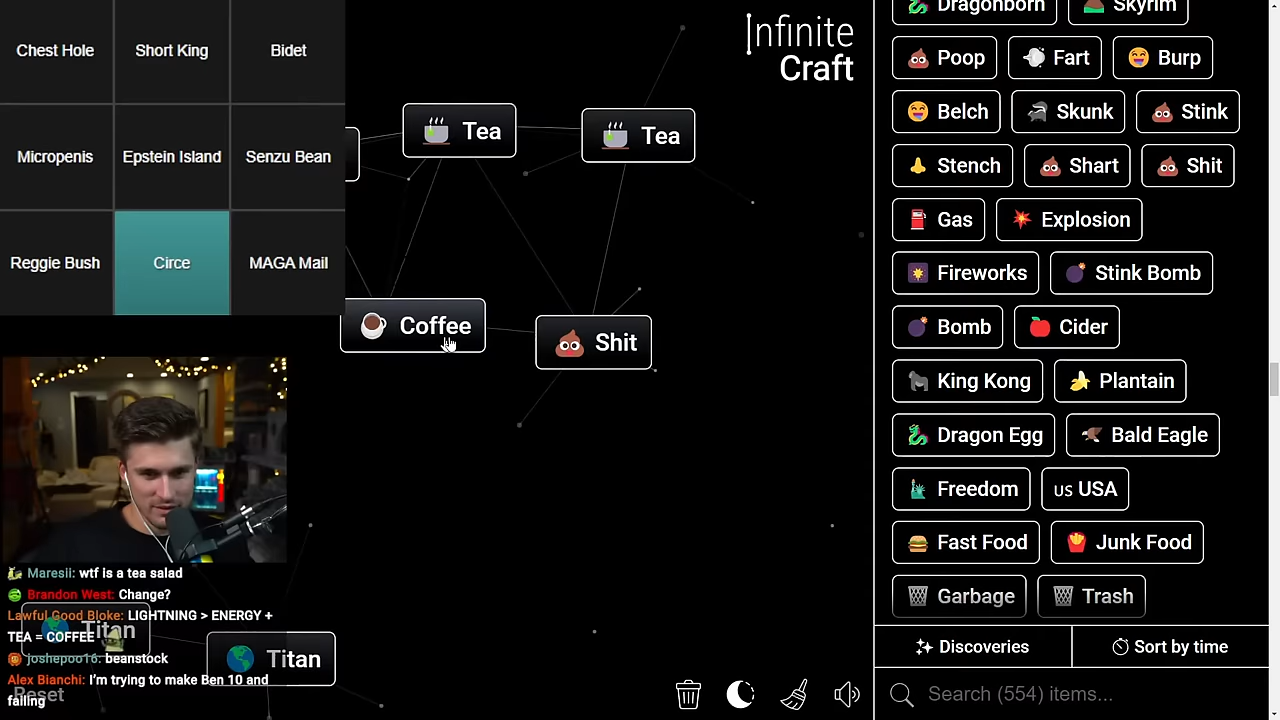 Chest Hole
Short King
Bidet
Micropenis
Epstein Island
Senzu Bean
Reggie Bush
Circe
MAGA Mail
Infinite
Craft
Tea
Tea
Coffee
Shit
Titan
Titan
Reset
Maresii: wtf is a tea salad
Brandon West: Change?
Lawful Good Bloke: LIGHTNING > ENERGY +
TEA = COFFEE
joshepoo16: beanstock
Alex Bianchi: I'm trying to make Ben 10 and
failing
Dragonborn
Skyrim
Poop
Fart
Burp
Belch
Skunk
Stink
Stench
Shart
Shit
Gas
Explosion
Fireworks
Stink Bomb
Bomb
Cider
King Kong
Plantain
Dragon Egg
Bald Eagle
Freedom
us USA
Fast Food
Junk Food
Garbage
Trash
Discoveries
Sort by time
Search (554) items...